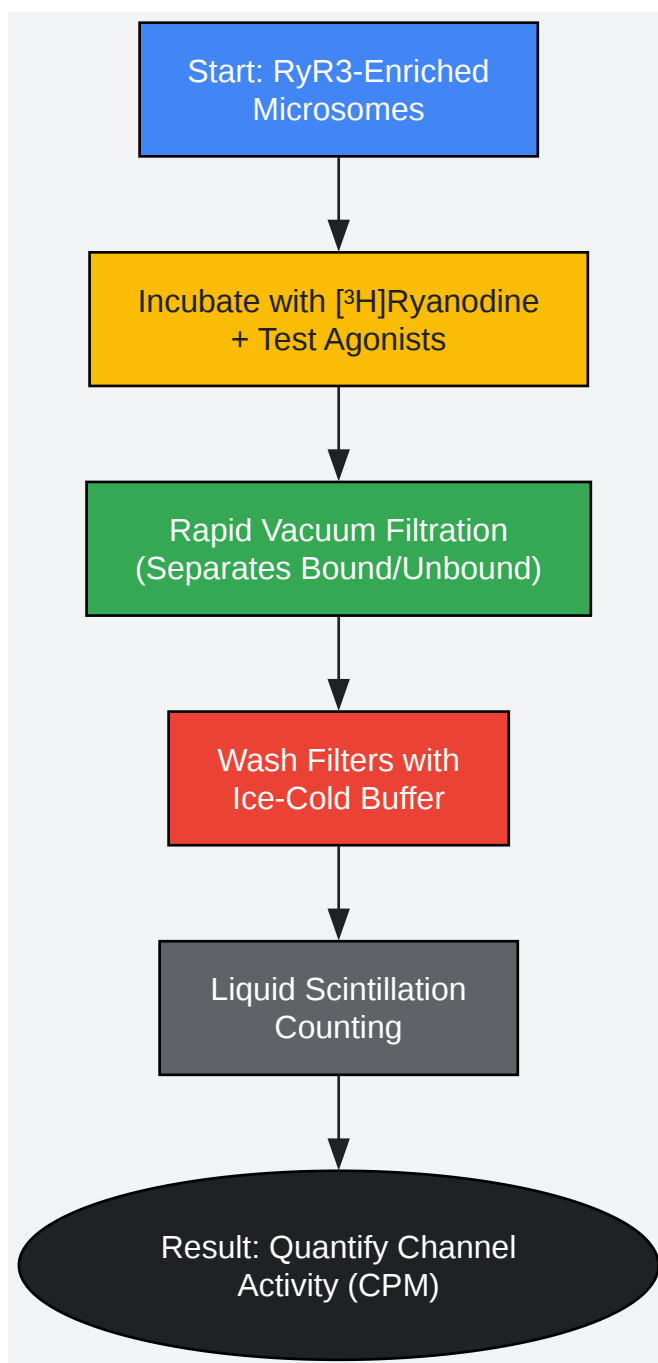 Start: RyR3-Enriched
Microsomes
Incubate with [³H]Ryanodine
+ Test Agonists
Rapid Vacuum Filtration
(Separates Bound/Unbound)
Wash Filters with
Ice-Cold Buffer
Liquid Scintillation
Counting
Result: Quantify Channel
Activity (CPM)